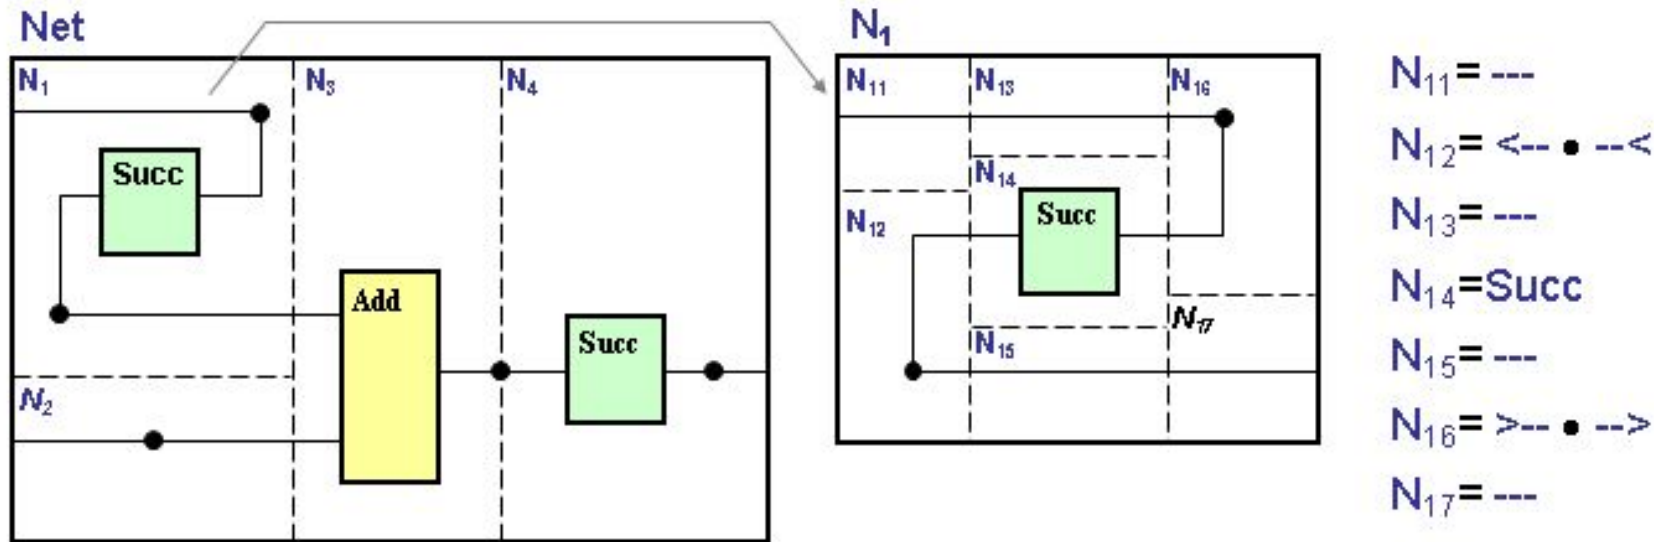 Net
N₁
N₃
N₄
Succ
Add
Succ
N₂
N₁
N₁₁
N₁₃
N₁₆
N₁₄
N₁₂
Succ
N₁₇
N₁₅
N₁₁= ---
N₁₂= <-- • --<
N₁₃= ---
N₁₄=Succ
N₁₅= ---
N₁₆= >-- • -->
N₁₇= ---